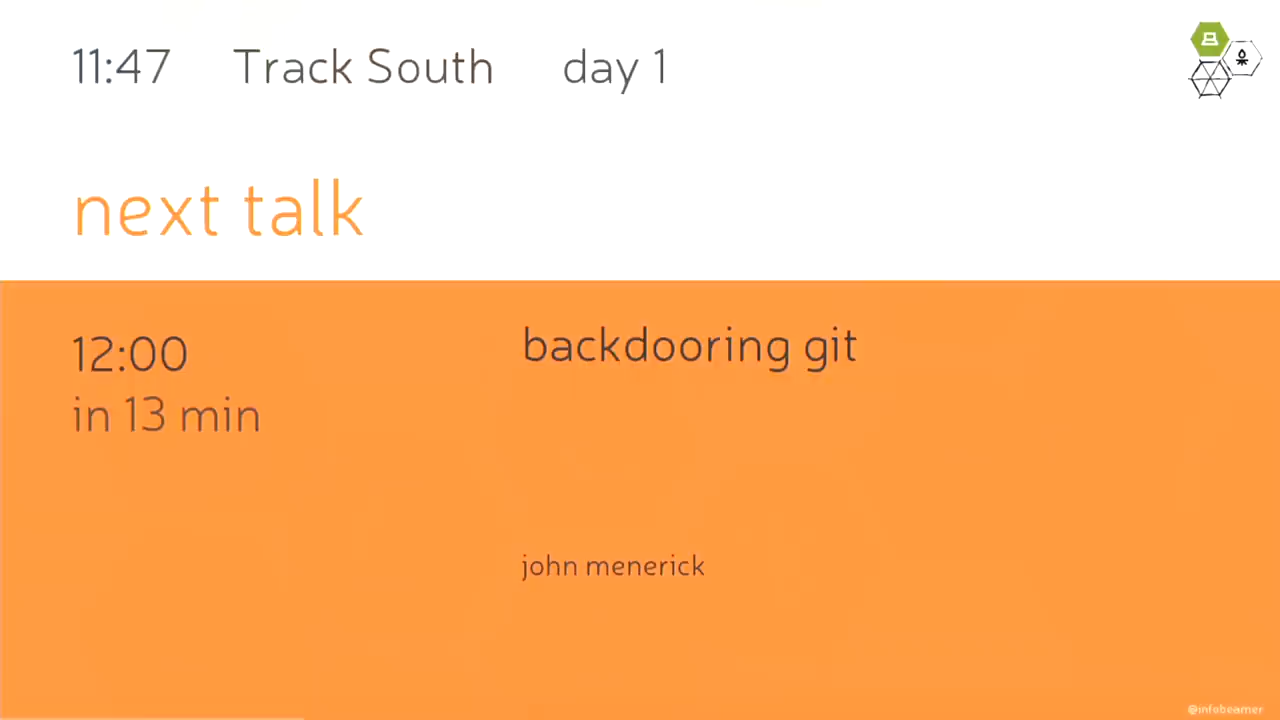 11:47 Track South day 1
next talk
12:00 backdooring git
in 13 min
john menerick
@infobeamer